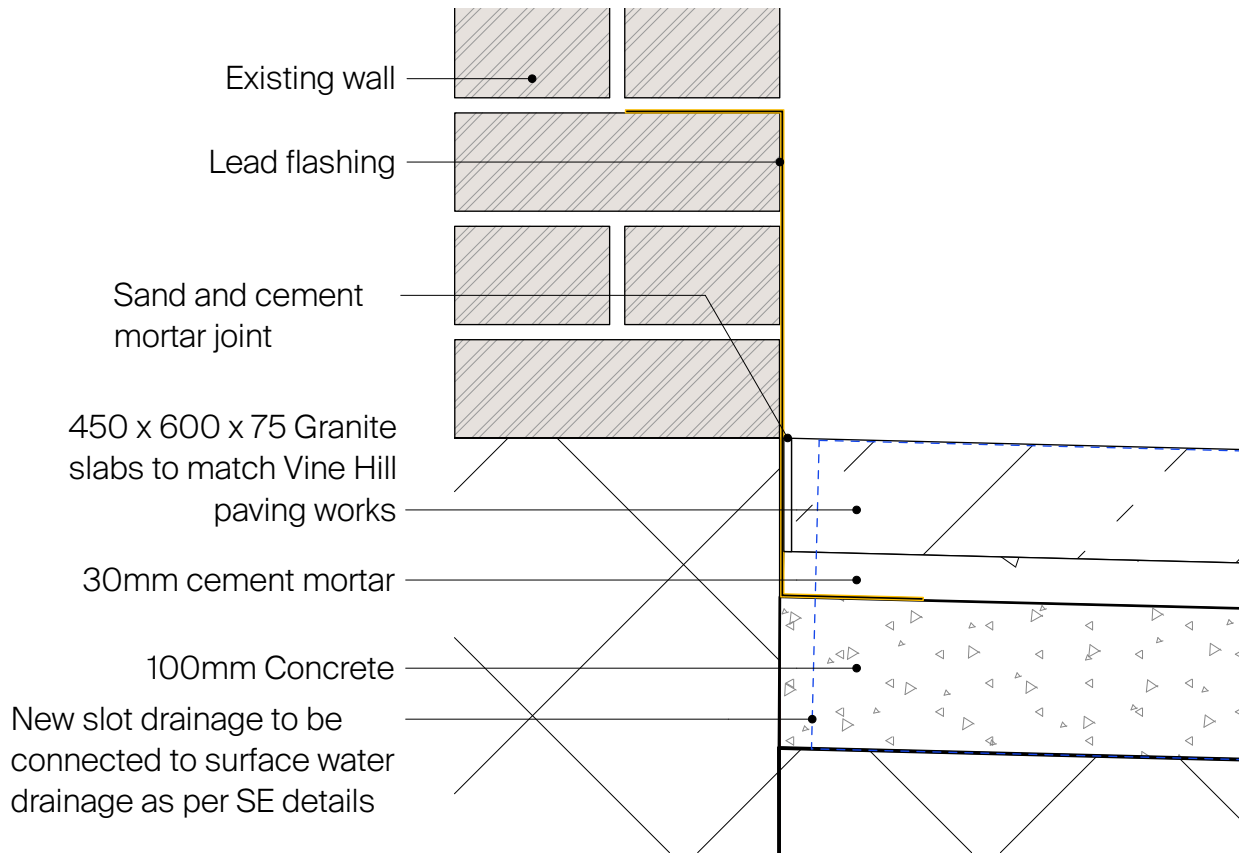 Existing wall
Lead flashing
Sand and cement
mortar joint
450 x 600 x 75 Granite
slabs to match Vine Hill
paving works
30mm cement mortar
100mm Concrete
New slot drainage to be
connected to surface water
drainage as per SE details